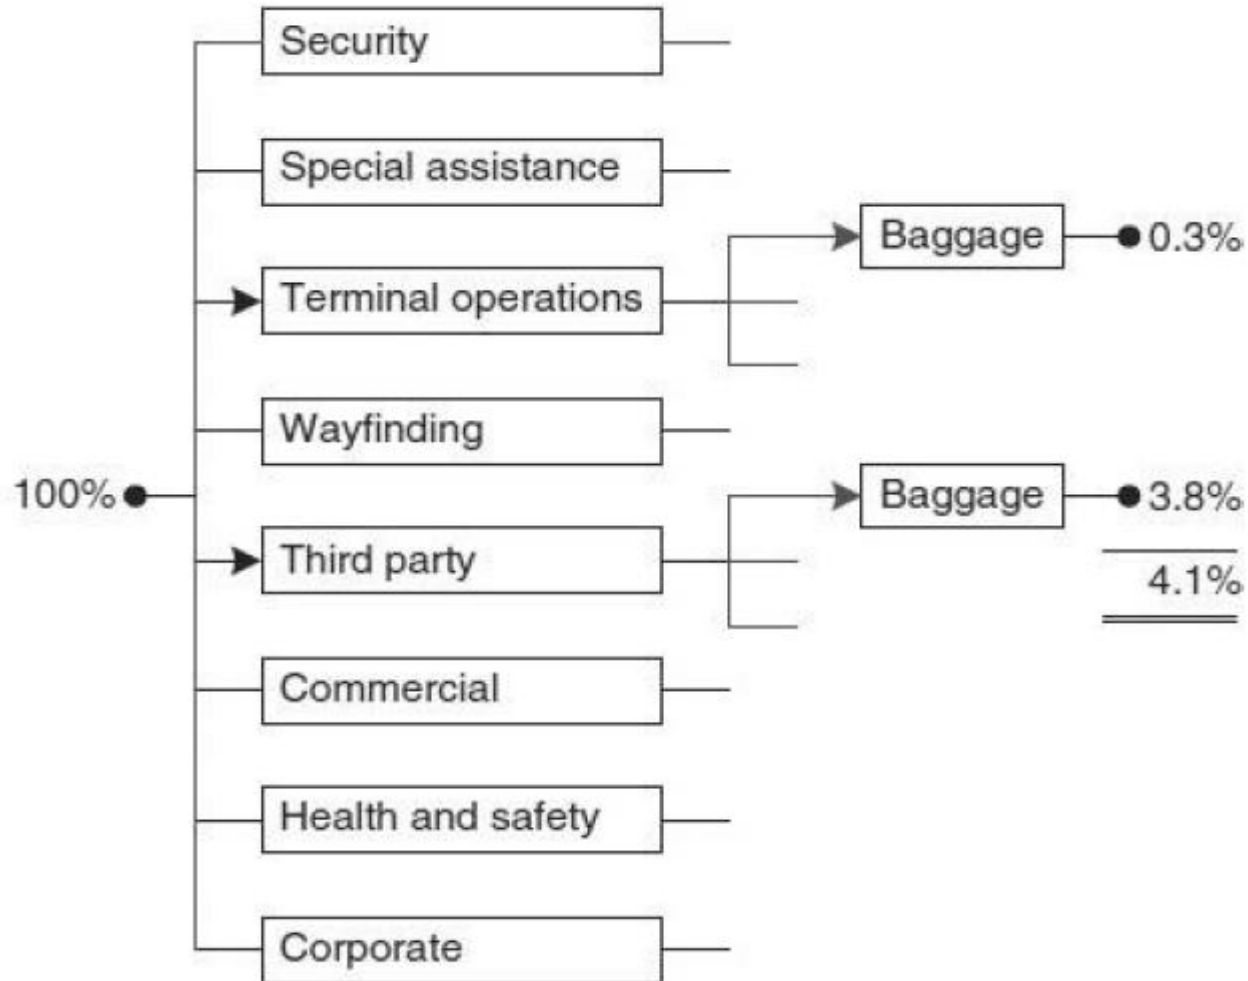 Security
Special assistance
Baggage
0.3%
Terminal operations
Wayfinding
100%
Baggage
3.8%
Third party
4.1%
Commercial
Health and safety
Corporate